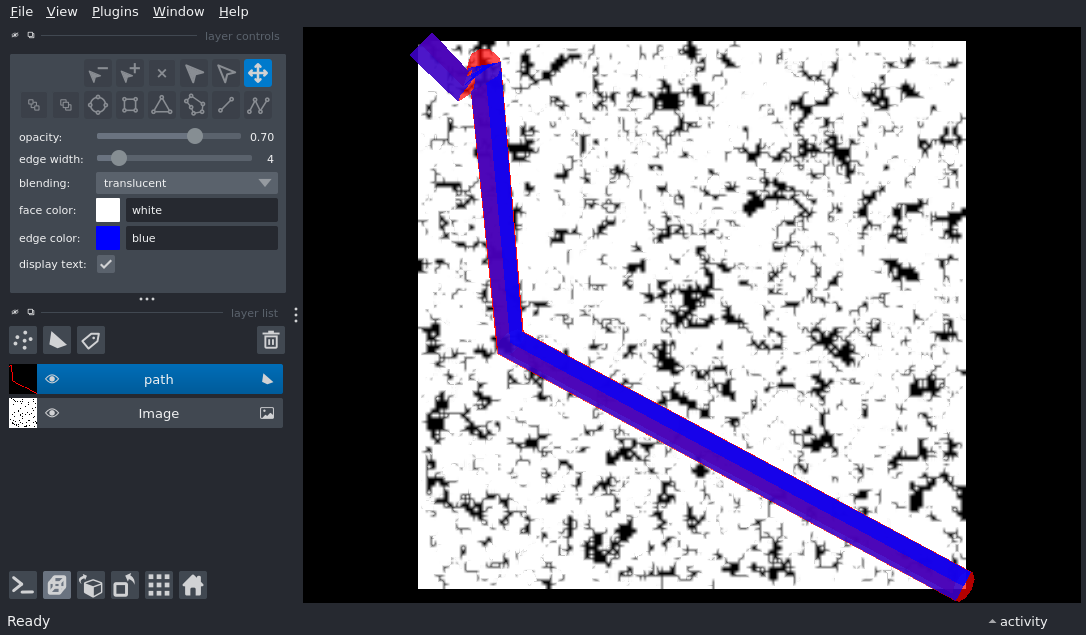 File View Plugins Window Help
layer controls
opacity: 0.70
edge width: 4
blending: translucent
face color: white
edge color: blue
display text:
layer list
path
Image
Ready
activity